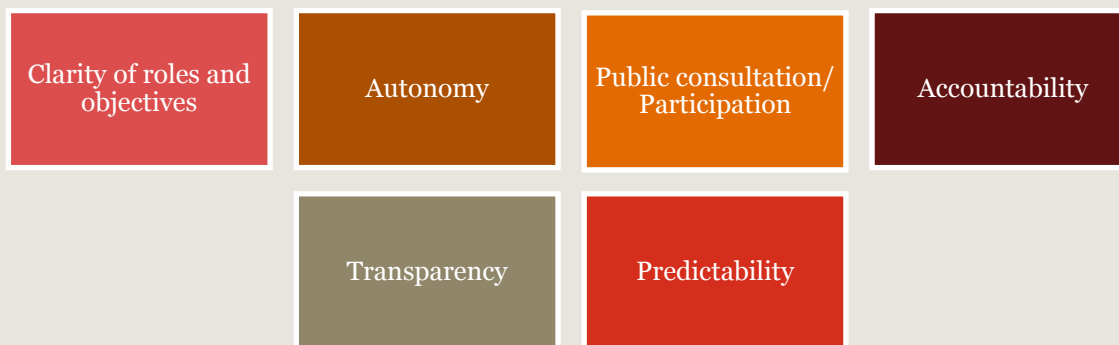 Clarity of roles and
objectives
Autonomy
Public consultation/
Participation
Accountability
Transparency
Predictability